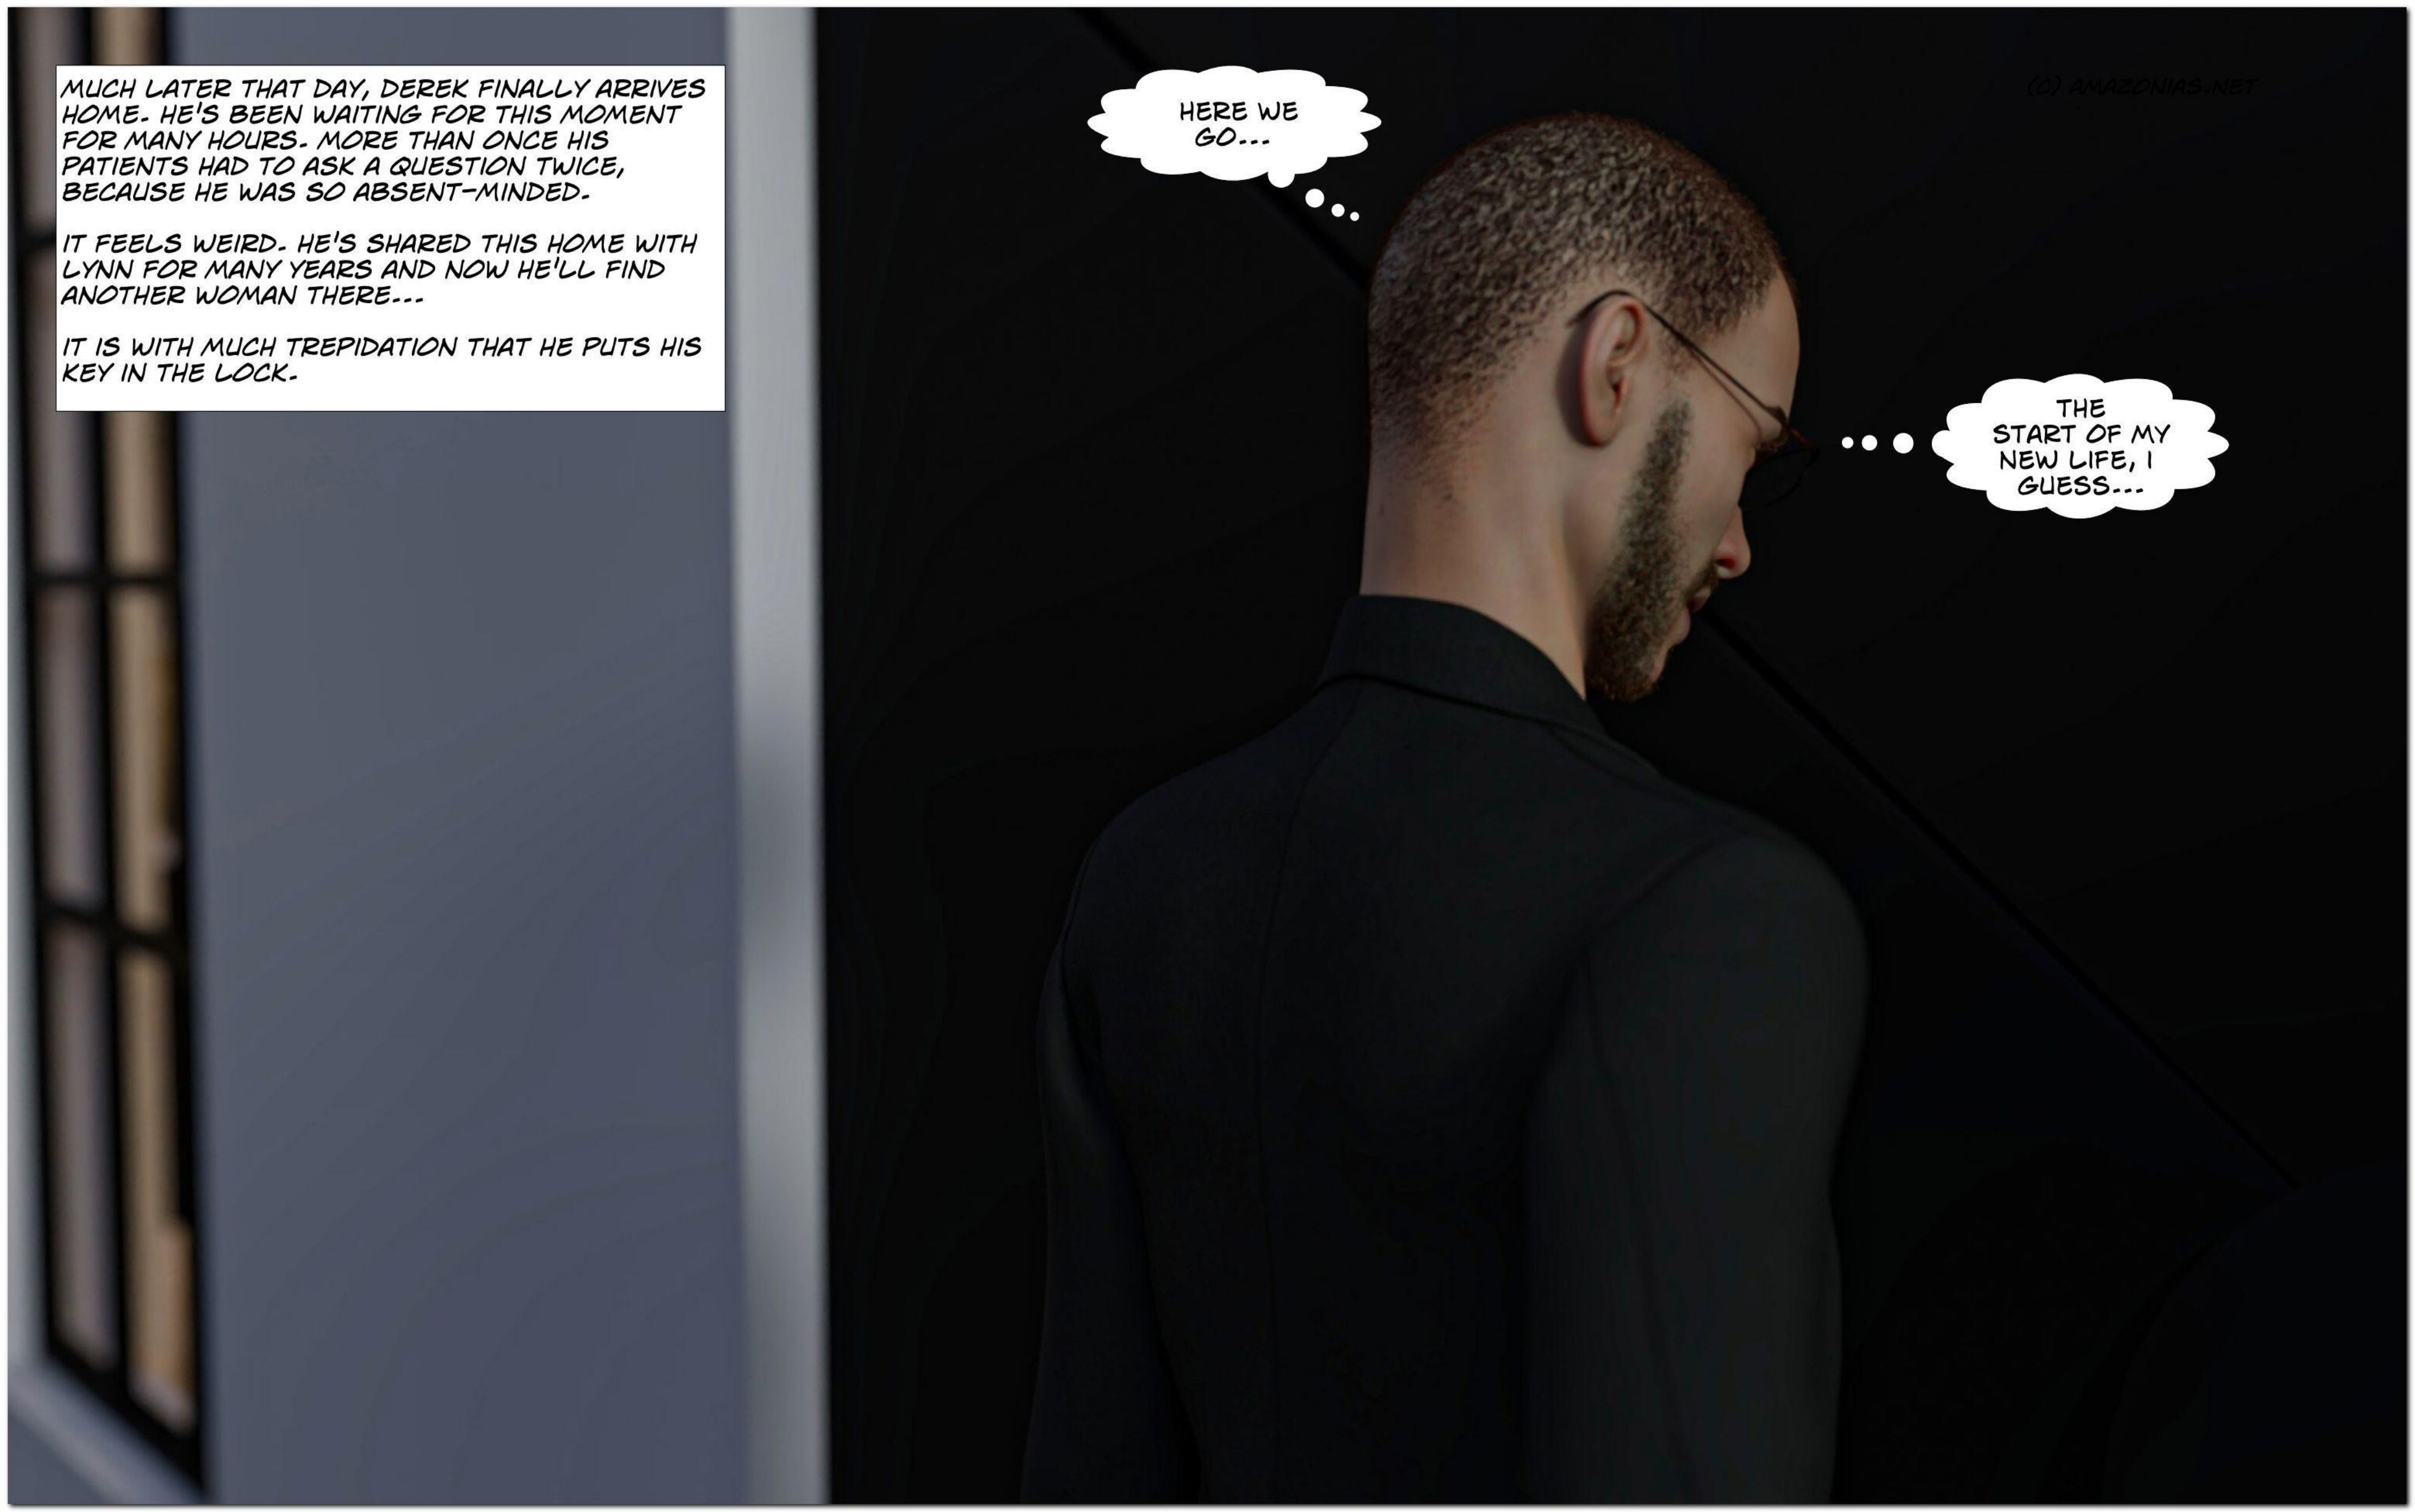 MUCH LATER THAT DAY, DEREK FINALLY ARRIVES
HOME. HE'S BEEN WAITING FOR THIS MOMENT
FOR MANY HOURS. MORE THAN ONCE HIS
PATIENTS HAD TO ASK A QUESTION TWICE,
BECAUSE HE WAS SO ABSENT-MINDED.
IT FEELS WEIRD. HE'S SHARED THIS HOME WITH
LYNN FOR MANY YEARS AND NOW HE'LL FIND
ANOTHER WOMAN THERE...
IT IS WITH MUCH TREPIDATION THAT HE PUTS HIS
KEY IN THE LOCK.
HERE WE
GO...
(C) AMAZONIAS.NET
THE
START OF MY
NEW LIFE, I
GUESS...